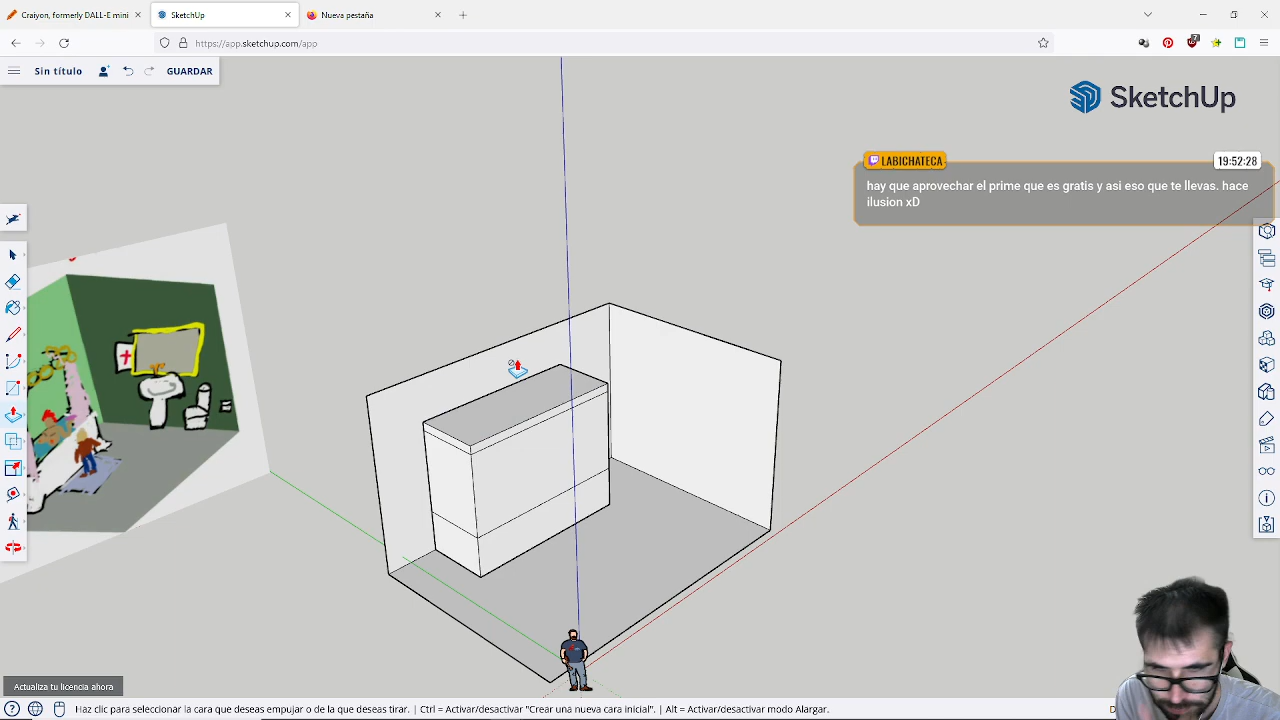 Craiyon, formerly DALL-E mini
SketchUp
Nueva pestaña
https://app.sketchup.com/app
7
Sin título
GUARDAR
SketchUp
LABICHATECA
19:52:28
hay que aprovechar el prime que es gratis y asi eso que te llevas. hace
ilusion xD
Actualiza tu licencia ahora
Haz clic para seleccionar la cara que deseas empujar o de la que deseas tirar. | Ctrl = Activar/desactivar "Crear una nueva cara inicial". | Alt = Activar/desactivar modo Alargar.